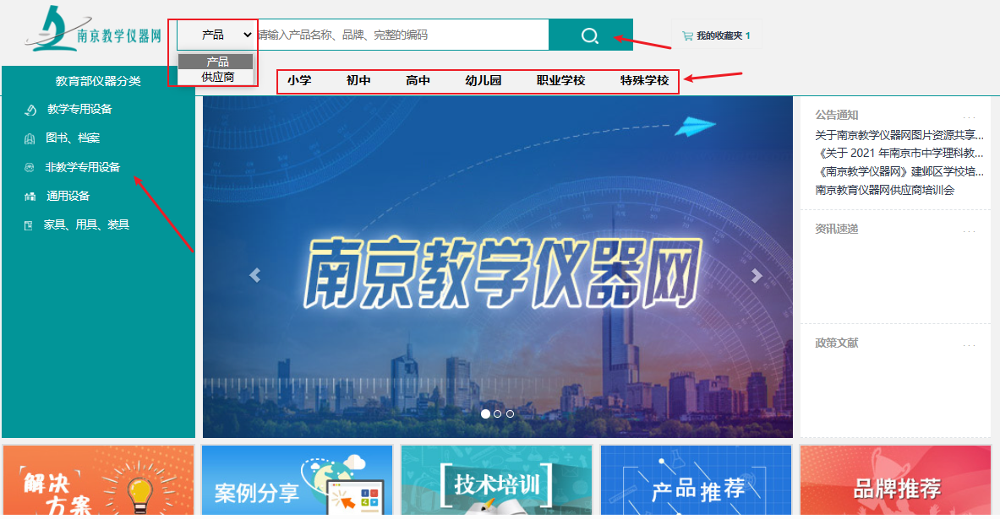 南京教学仪器网
产品
请输入产品名称、品牌、完整的编码
我的收藏夹 1
产品
供应商
小学 初中 高中 幼儿园 职业学校 特殊学校
教育部仪器分类
教学专用设备
图书、档案
非教学专用设备
通用设备
家具、用具、装具
南京教学仪器网
公告通知 ...
关于南京教学仪器网图片资源共享...
《关于 2021 年南京市中学理科教...
《南京教学仪器网》建邺区学校培...
南京教育仪器网供应商培训会
资讯速递 ...
政策文献 ...
解决
方案
案例分享
技术培训
产品推荐
品牌推荐